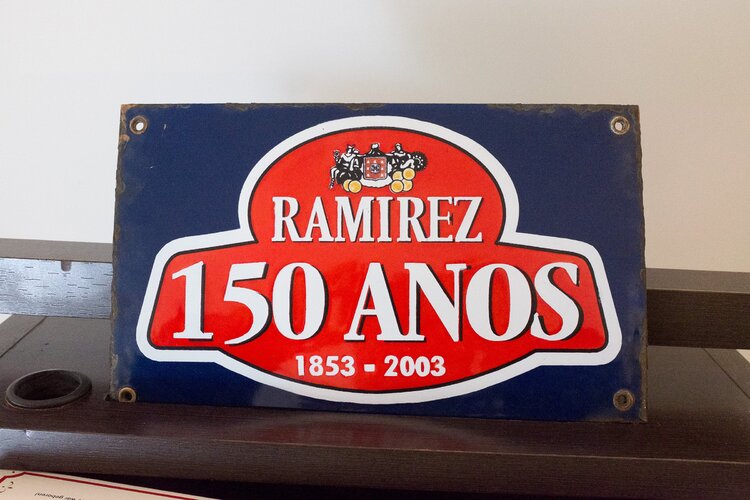 RAMIREZ
150 ANOS
1853 - 2003